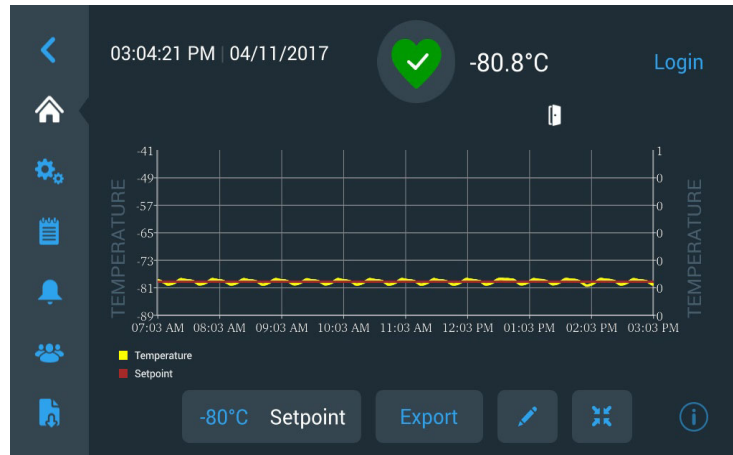 03:04:21 PM | 04/11/2017
-80.8°C
Login
TEMPERATURE
-41
-49
-57
-65
-73
-81
-89
1
0
0
0
0
0
0
TEMPERATURE
07:03 AM 08:03 AM 09:03 AM 10:03 AM 11:03 AM 12:03 PM 01:03 PM 02:03 PM 03:03 PM
Temperature
Setpoint
-80°C Setpoint
Export